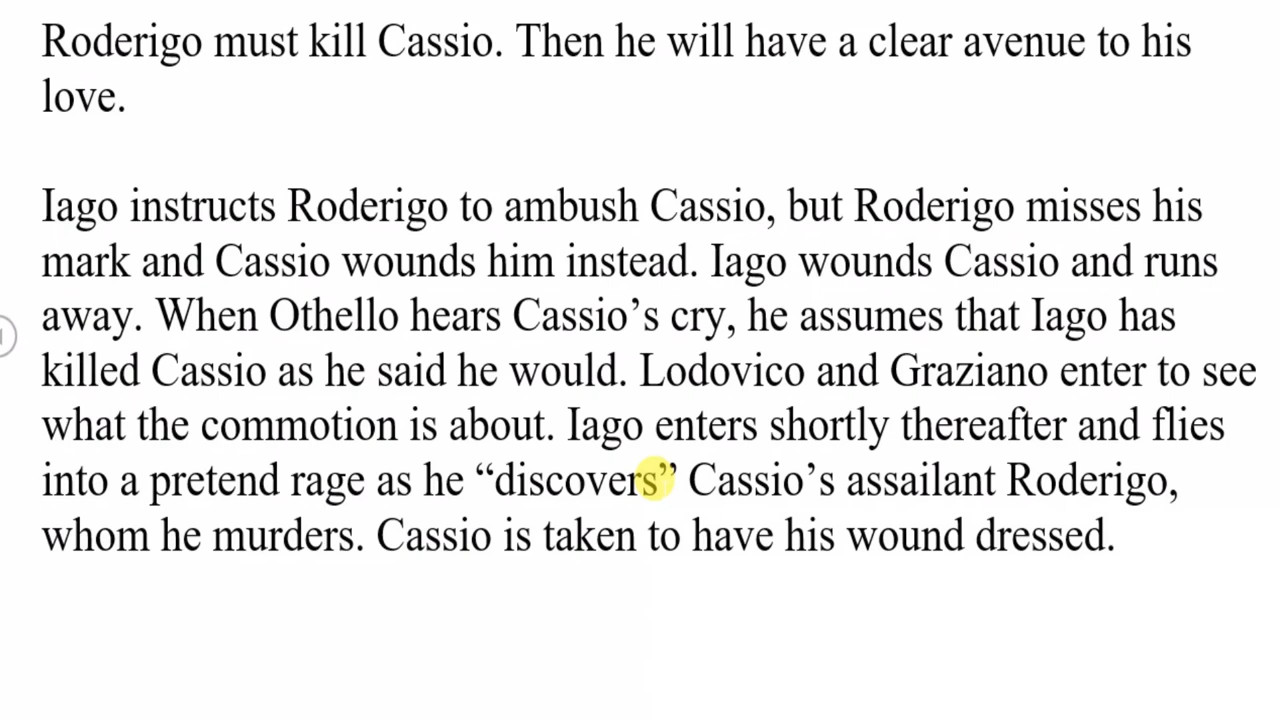 Roderigo must kill Cassio. Then he will have a clear avenue to his
love.
Iago instructs Roderigo to ambush Cassio, but Roderigo misses his
mark and Cassio wounds him instead. Iago wounds Cassio and runs
away. When Othello hears Cassio’s cry, he assumes that Iago has
killed Cassio as he said he would. Lodovico and Graziano enter to see
what the commotion is about. Iago enters shortly thereafter and flies
into a pretend rage as he “discovers” Cassio’s assailant Roderigo,
whom he murders. Cassio is taken to have his wound dressed.